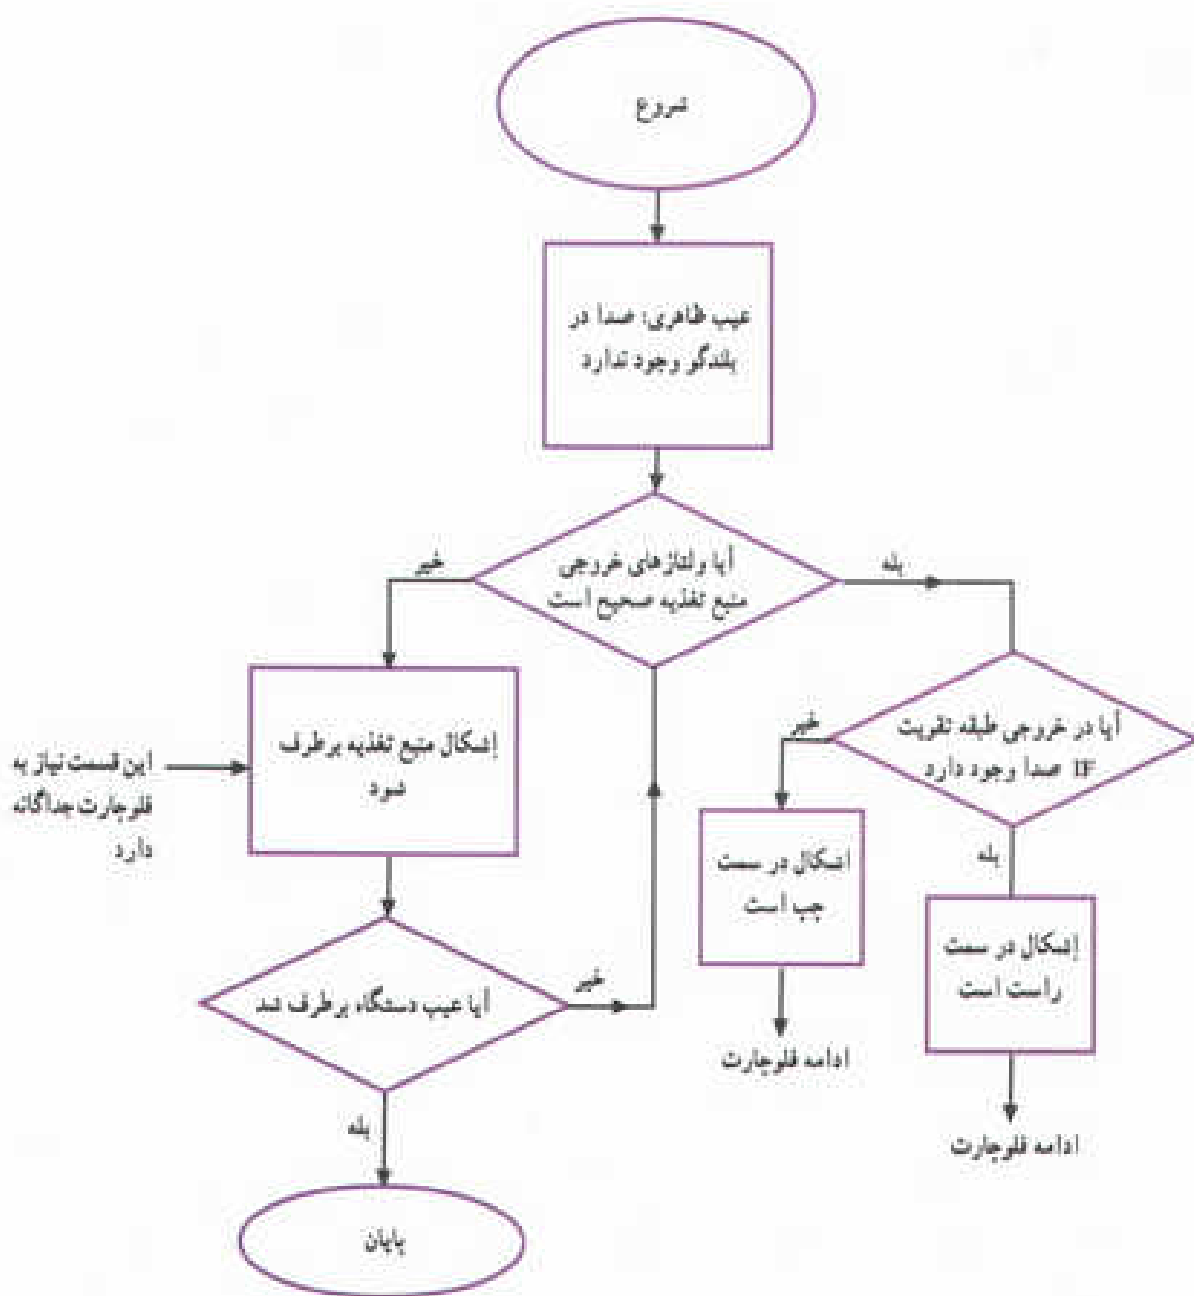 شروع
عیب ظاهری: صدا در
بلندگو وجود ندارد
آیا ولتاژهای خروجی
منبع تغذیه صحیح است
خیر
بله
إشکال منبع تغذیه برطرف
شود
این قسمت نیاز به
فلوچارت جداگانه
دارد
آیا در خروجی طبقه تقویت
IF صدا وجود دارد
خیر
بله
اشکال در سمت
چپ است
ادامه فلوچارت
إشکال در سمت
راست است
ادامه فلوچارت
آیا عیب دستگاه برطرف شد
خیر
بله
پایان